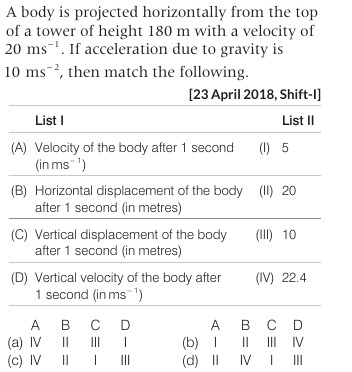 A body is projected horizontally from the top
of a tower of height 180 m with a velocity of
20 ms⁻¹. If acceleration due to gravity is
10 ms⁻², then match the following.
[23 April 2018, Shift-I]
List I List II
(A) Velocity of the body after 1 second (I) 5
(in ms⁻¹)
(B) Horizontal displacement of the body (II) 20
after 1 second (in metres)
(C) Vertical displacement of the body (III) 10
after 1 second (in metres)
(D) Vertical velocity of the body after (IV) 22.4
1 second (in ms⁻¹)
A B C D A B C D
(a) IV II III I (b) I II III IV
(c) IV II I III (d) II IV I III